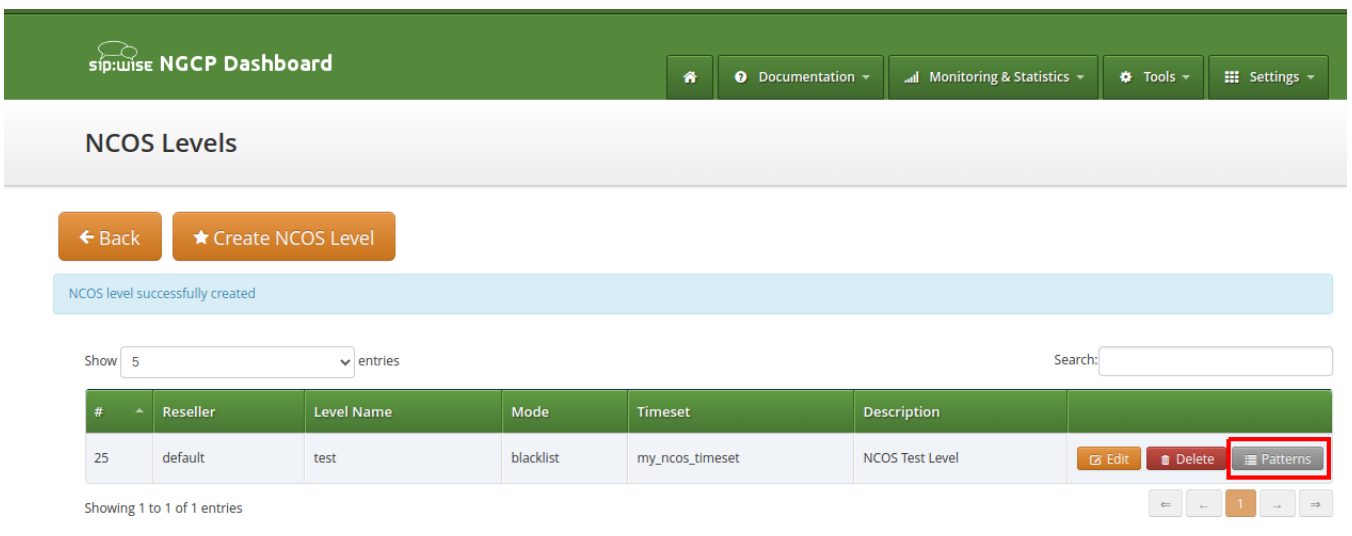 sip:wise NGCP Dashboard
Documentation
Monitoring & Statistics
Tools
Settings
NCOS Levels
Back
Create NCOS Level
NCOS level successfully created
Show 5 entries
Search:
# Reseller Level Name Mode Timeset Description
25 default test blacklist my_ncos_timeset NCOS Test Level Edit Delete Patterns
Showing 1 to 1 of 1 entries
⇐ ← 1 → ⇒